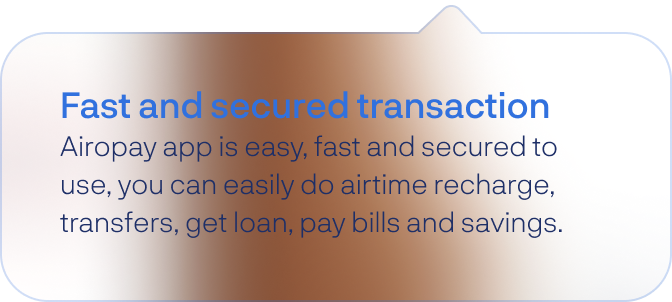 Fast and secured transaction
Airopay app is easy, fast and secured to
use, you can easily do airtime recharge,
transfers, get loan, pay bills and savings.